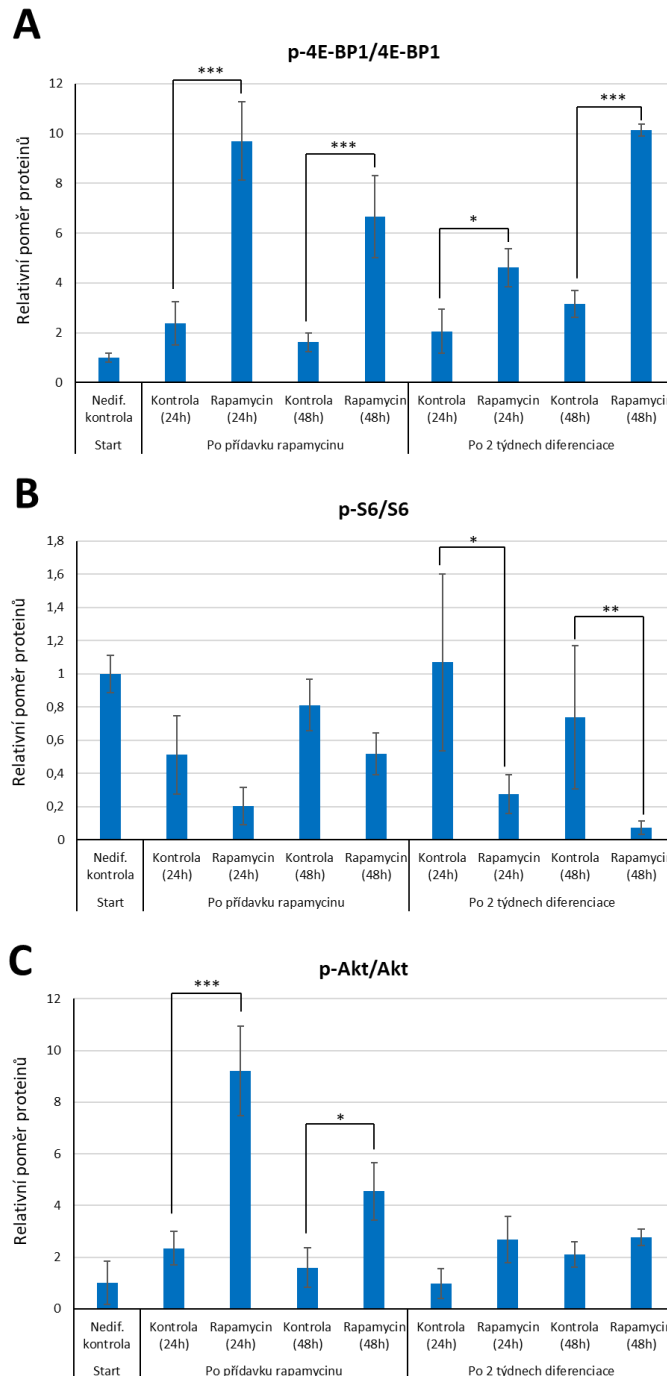 A
p-4E-BP1/4E-BP1
Relativní poměr proteinů
12
10
8
6
4
2
0
***
***
*
***
Nedif. kontrola
Kontrola (24h)
Rapamycin (24h)
Kontrola (48h)
Rapamycin (48h)
Kontrola (24h)
Rapamycin (24h)
Kontrola (48h)
Rapamycin (48h)
Start
Po přídavku rapamycinu
Po 2 týdnech diferenciace
B
p-S6/S6
Relativní poměr proteinů
1,8
1,6
1,4
1,2
1
0,8
0,6
0,4
0,2
0
*
**
Nedif. kontrola
Kontrola (24h)
Rapamycin (24h)
Kontrola (48h)
Rapamycin (48h)
Kontrola (24h)
Rapamycin (24h)
Kontrola (48h)
Rapamycin (48h)
Start
Po přídavku rapamycinu
Po 2 týdnech diferenciace
C
p-Akt/Akt
Relativní poměr proteinů
12
10
8
6
4
2
0
***
*
Nedif. kontrola
Kontrola (24h)
Rapamycin (24h)
Kontrola (48h)
Rapamycin (48h)
Kontrola (24h)
Rapamycin (24h)
Kontrola (48h)
Rapamycin (48h)
Start
Po přídavku rapamycinu
Po 2 týdnech diferenciace